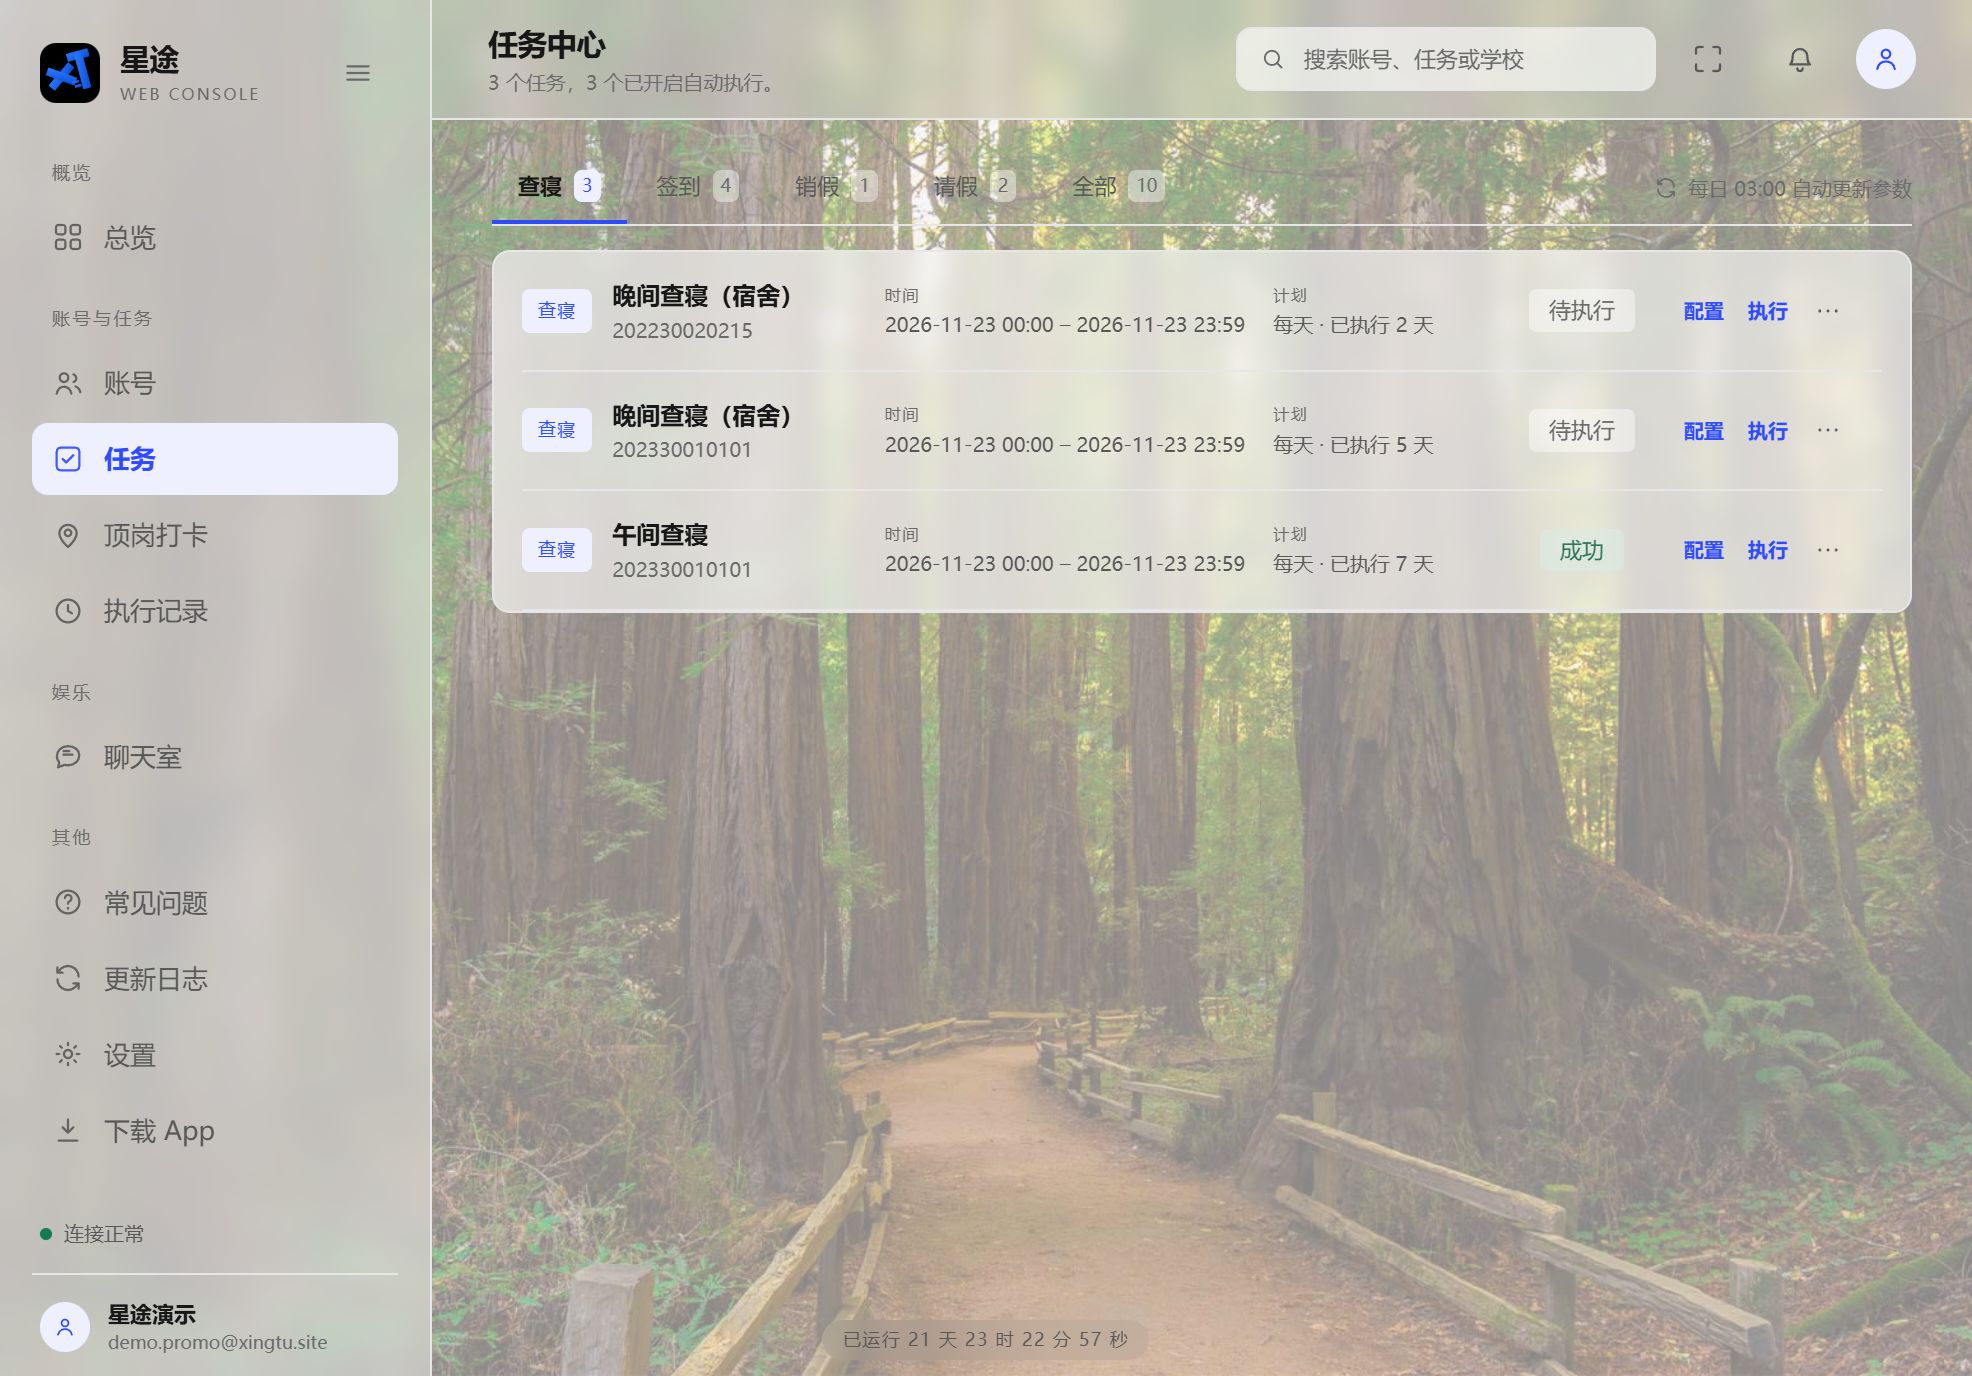 星途
WEB CONSOLE
概览
总览
账号与任务
账号
任务
顶岗打卡
执行记录
娱乐
聊天室
其他
常见问题
更新日志
设置
下载 App
连接正常
星途演示
demo.promo@xingtu.site
任务中心
3 个任务，3 个已开启自动执行。
搜索账号、任务或学校
查寝 3 签到 4 销假 1 请假 2 全部 10
每日 03:00 自动更新参数
查寝
晚间查寝（宿舍）
202230020215
时间
2026-11-23 00:00 – 2026-11-23 23:59
计划
每天 · 已执行 2 天
待执行
配置 执行 ···
查寝
晚间查寝（宿舍）
202330010101
时间
2026-11-23 00:00 – 2026-11-23 23:59
计划
每天 · 已执行 5 天
待执行
配置 执行 ···
查寝
午间查寝
202330010101
时间
2026-11-23 00:00 – 2026-11-23 23:59
计划
每天 · 已执行 7 天
成功
配置 执行 ···
已运行 21 天 23 时 22 分 57 秒